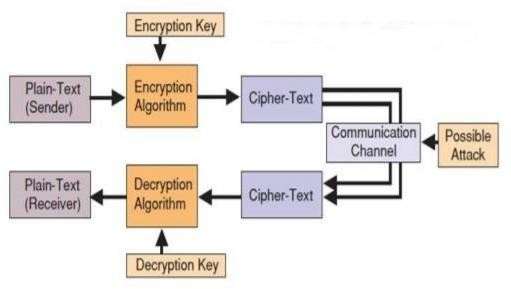 Encryption Key
Plain-Text
(Sender)
Encryption
Algorithm
Cipher-Text
Communication
Channel
Possible
Attack
Plain-Text
(Receiver)
Decryption
Algorithm
Cipher-Text
Decryption Key